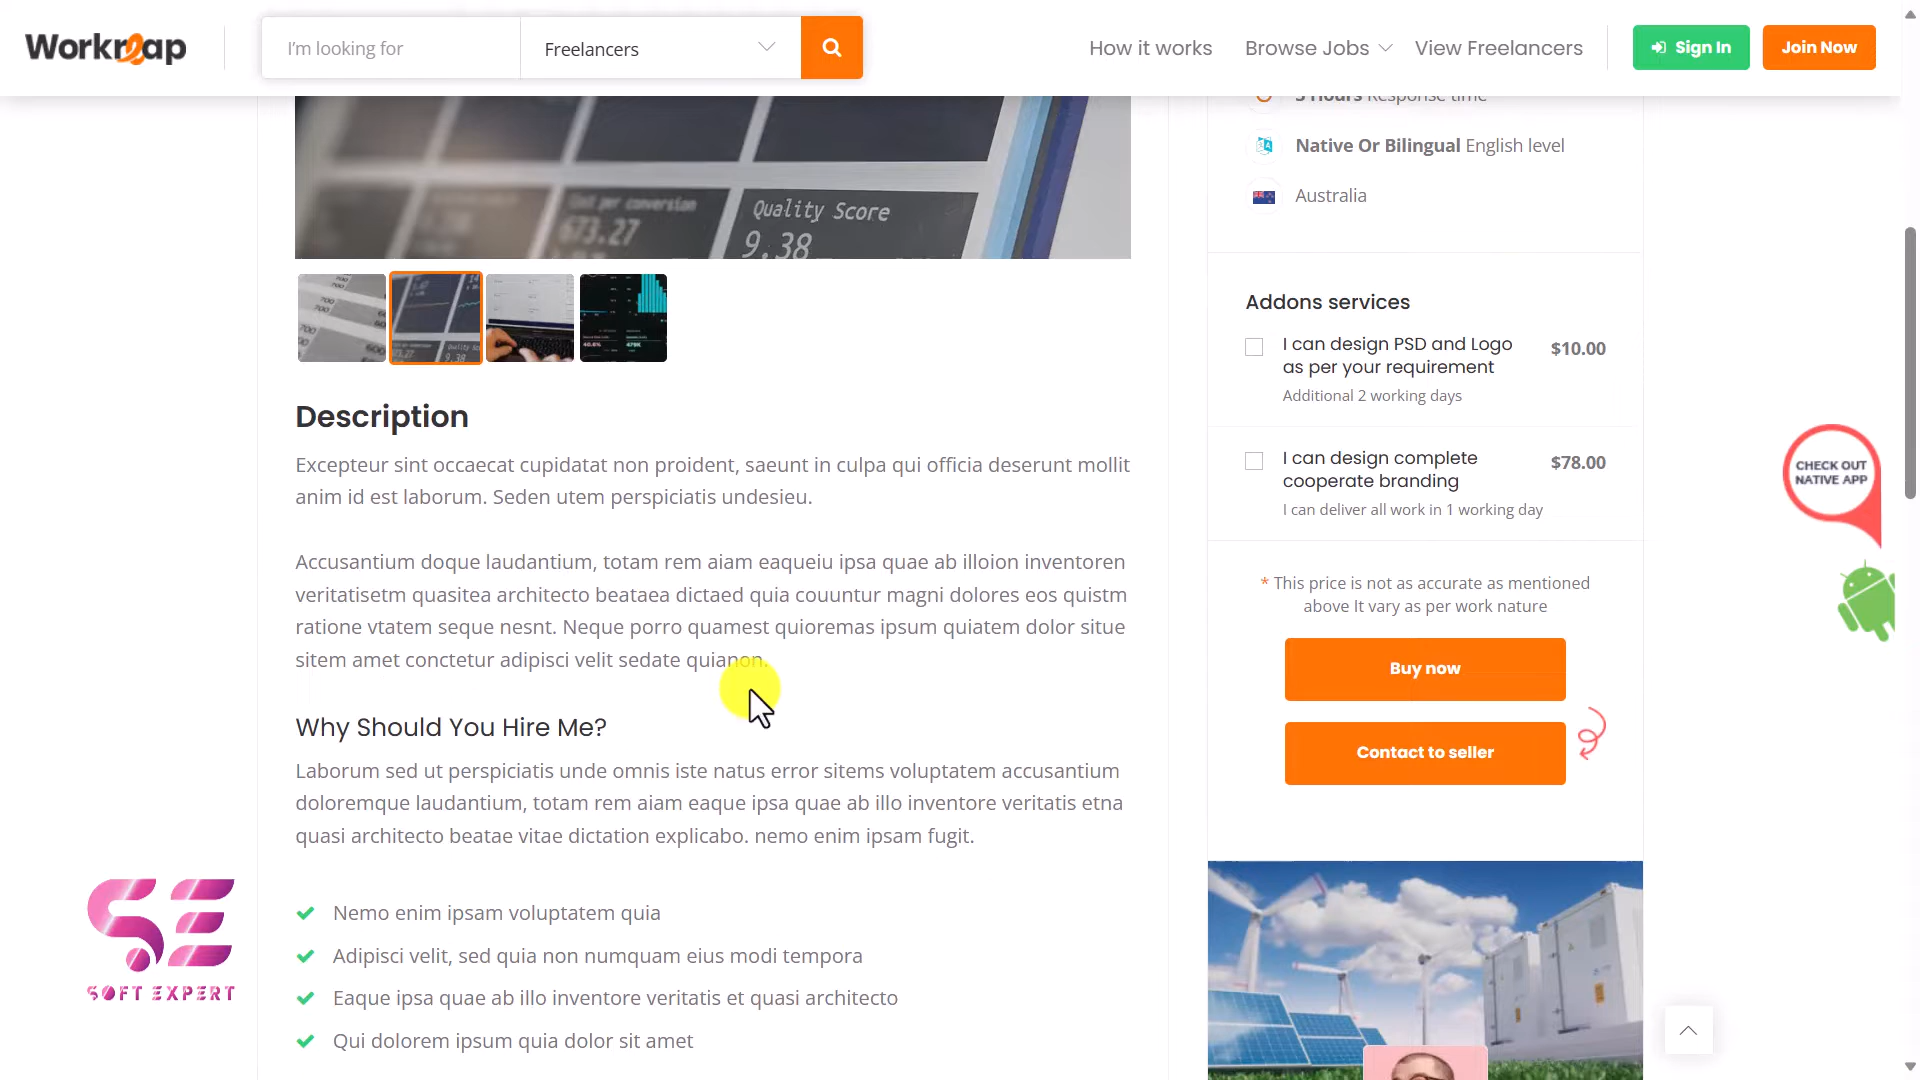 Workreap
I'm looking for
Freelancers
How it works
Browse Jobs
View Freelancers
Sign In
Join Now
5 Hours Response time
Native Or Bilingual English level
Australia
Cost per conversion
673.27
Quality Score
9.38
Addons services
I can design PSD and Logo
as per your requirement
$10.00
Additional 2 working days
I can design complete
cooperate branding
$78.00
I can deliver all work in 1 working day
* This price is not as accurate as mentioned
above It vary as per work nature
Buy now
Contact to seller
CHECK OUT
NATIVE APP
Description
Excepteur sint occaecat cupidatat non proident, saeunt in culpa qui officia deserunt mollit
anim id est laborum. Seden utem perspiciatis undesieu.
Accusantium doque laudantium, totam rem aiam eaqueiu ipsa quae ab illoion inventoren
veritatisetm quasitea architecto beataea dictaed quia couuntur magni dolores eos quistm
ratione vtatem seque nesnt. Neque porro quamest quioremas ipsum quiatem dolor situe
sitem amet conctetur adipisci velit sedate quianon.
Why Should You Hire Me?
Laborum sed ut perspiciatis unde omnis iste natus error sitems voluptatem accusantium
doloremque laudantium, totam rem aiam eaque ipsa quae ab illo inventore veritatis etna
quasi architecto beatae vitae dictation explicabo. nemo enim ipsam fugit.
Nemo enim ipsam voluptatem quia
Adipisci velit, sed quia non numquam eius modi tempora
Eaque ipsa quae ab illo inventore veritatis et quasi architecto
Qui dolorem ipsum quia dolor sit amet
SE
SOFT EXPERT